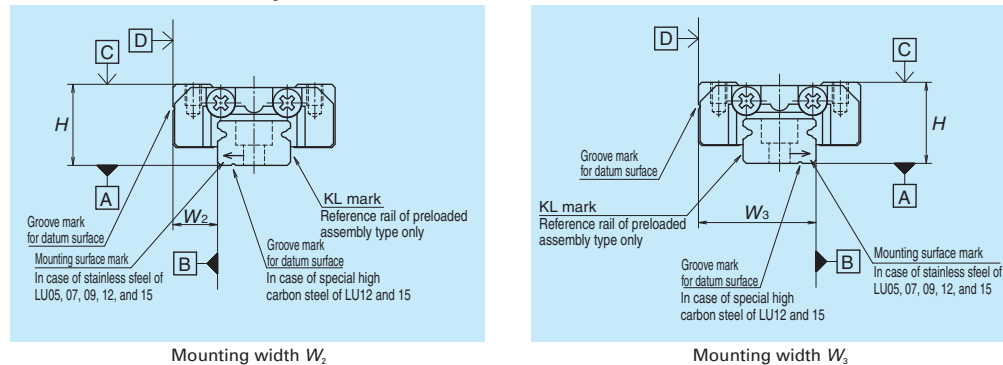 D
C
H
A
Groove mark
for datum surface
W2
Mounting surface mark
In case of stainless sfeel of
LU05, 07, 09, 12, and 15
B
KL mark
Reference rail of preloaded
assembly type only
Groove mark
for datum surface
In case of special high
carbon steel of LU12 and 15
Mounting width W2
D
C
H
Groove mark
for datum surface
A
KL mark
Reference rail of preloaded
assembly type only
W3
B
Groove mark
for datum surface
In case of special high
carbon steel of LU12 and 15
Mounting surface mark
In case of stainless sfeel of
LU05, 07, 09, 12, and 15
Mounting width W3